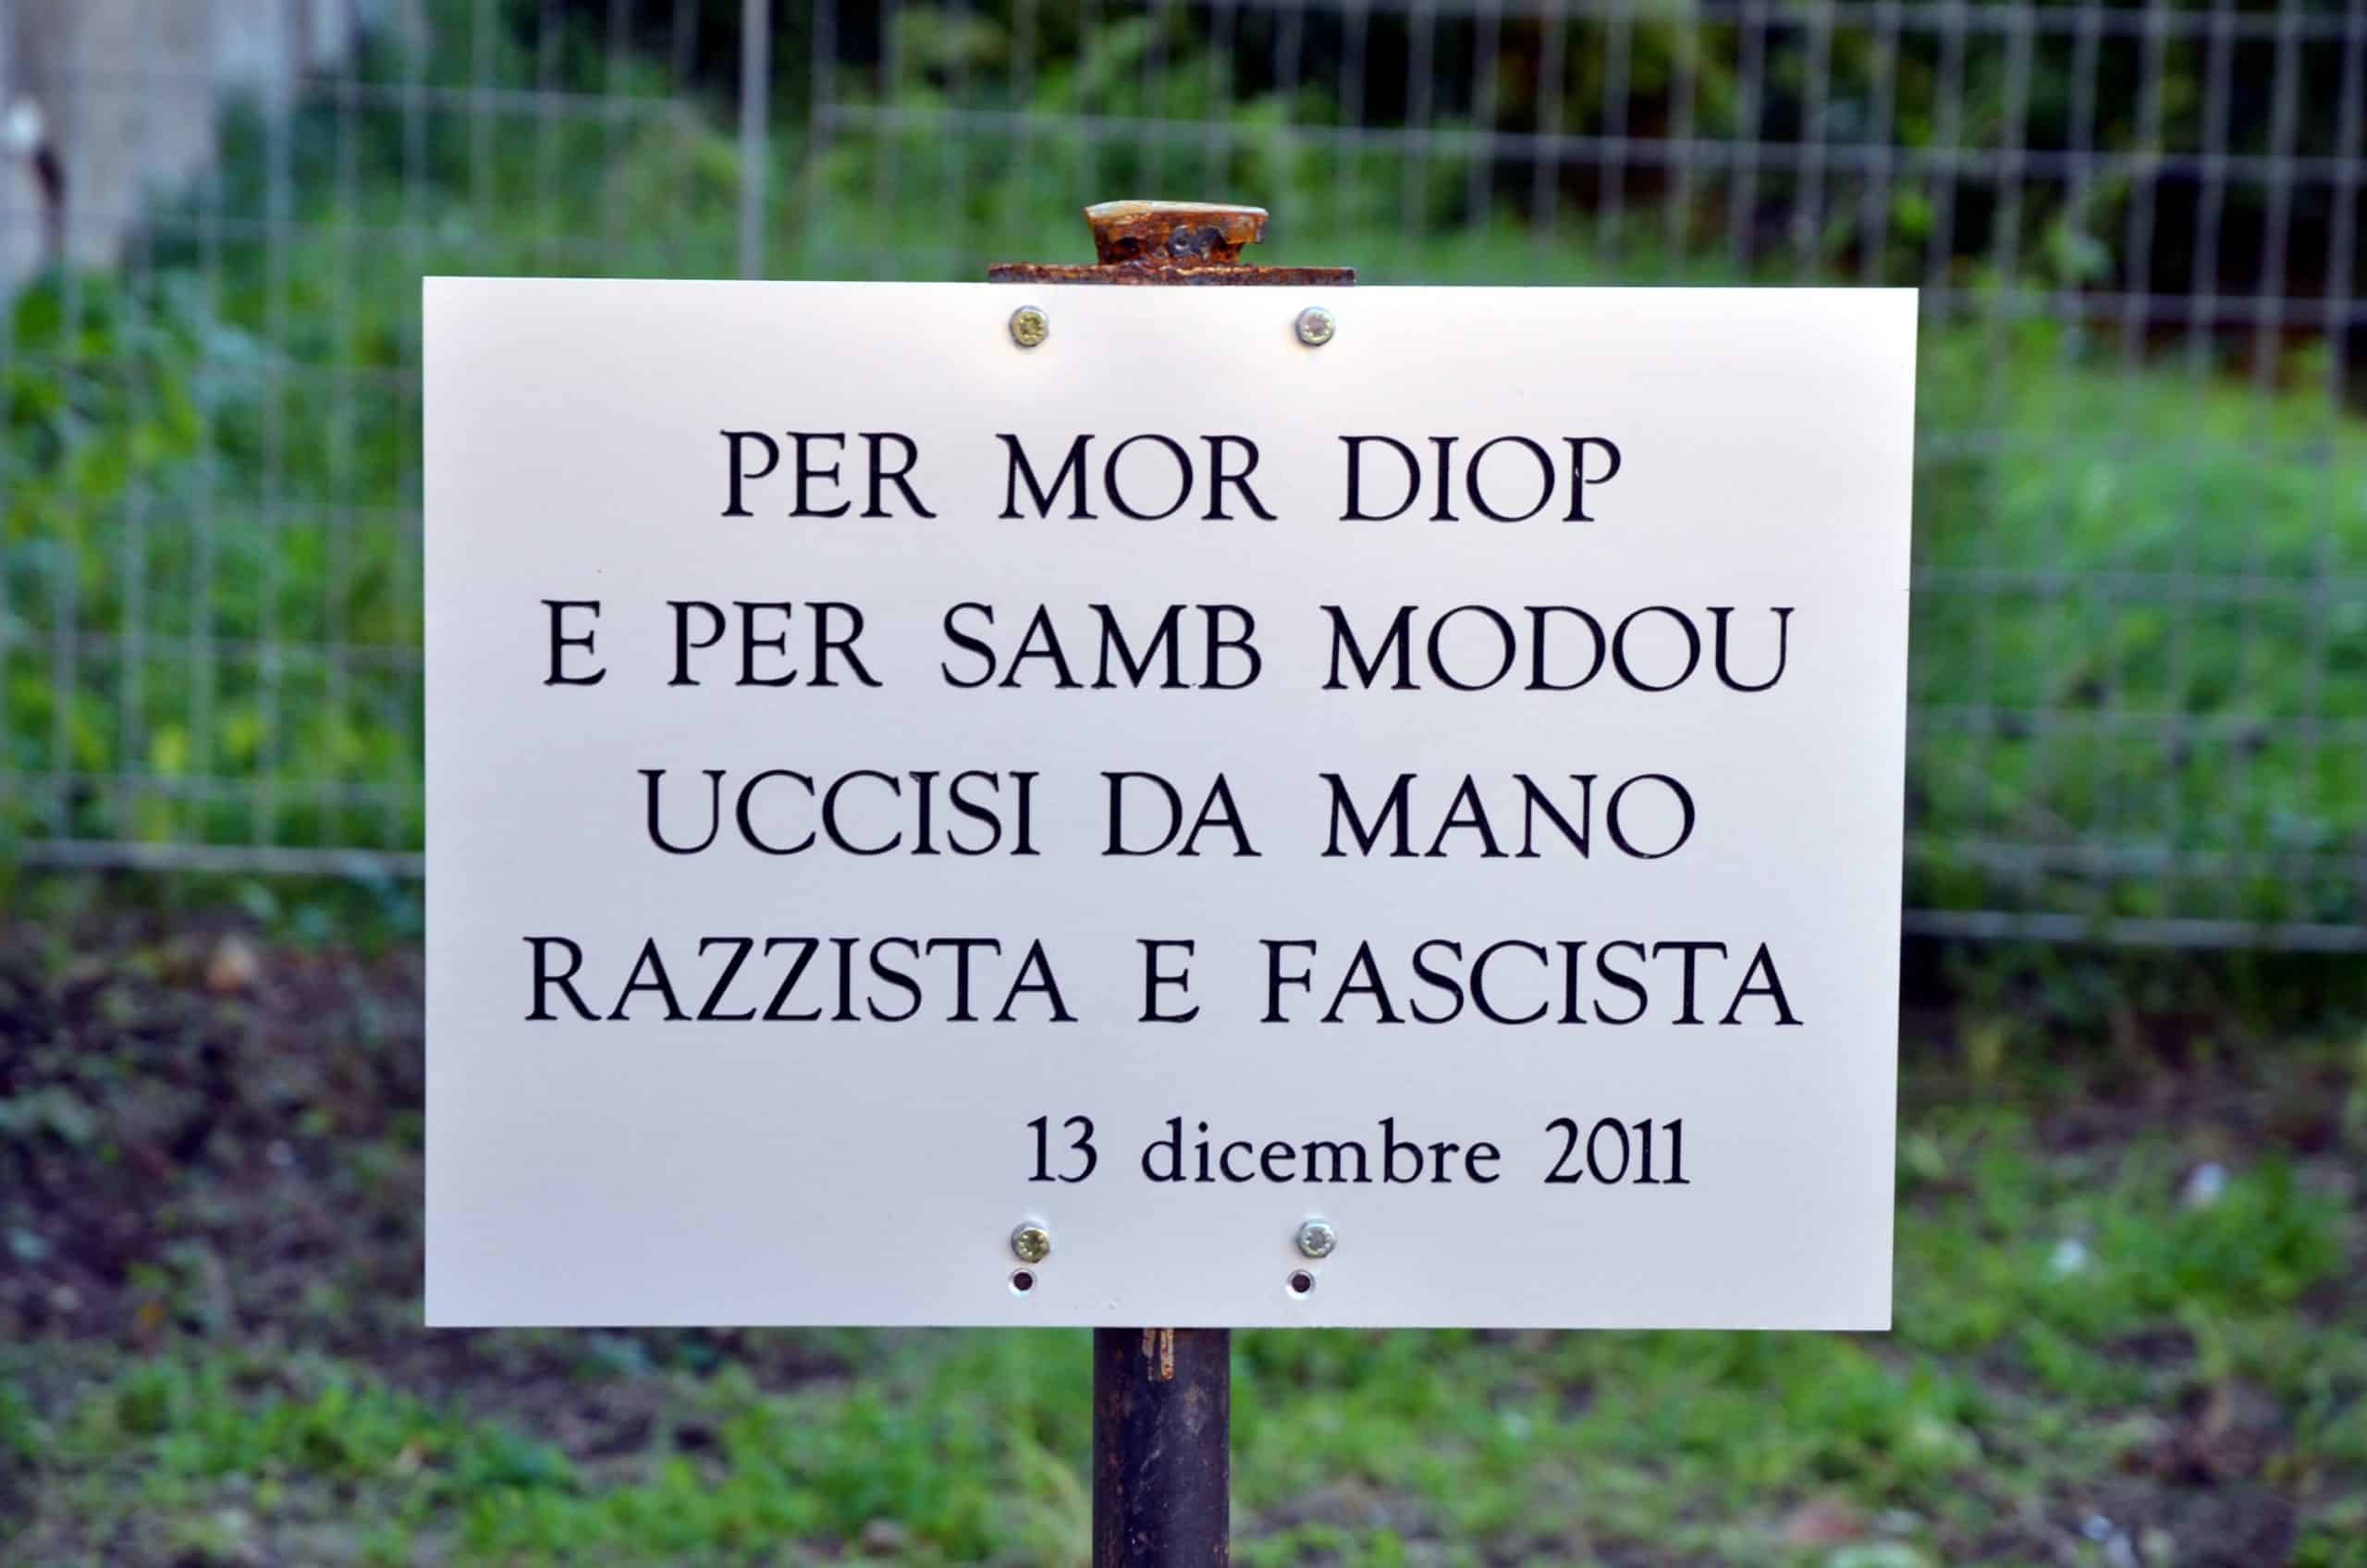 PER MOR DIOP
E PER SAMB MODOU
UCCISI DA MANO
RAZZISTA E FASCISTA
13 dicembre 2011